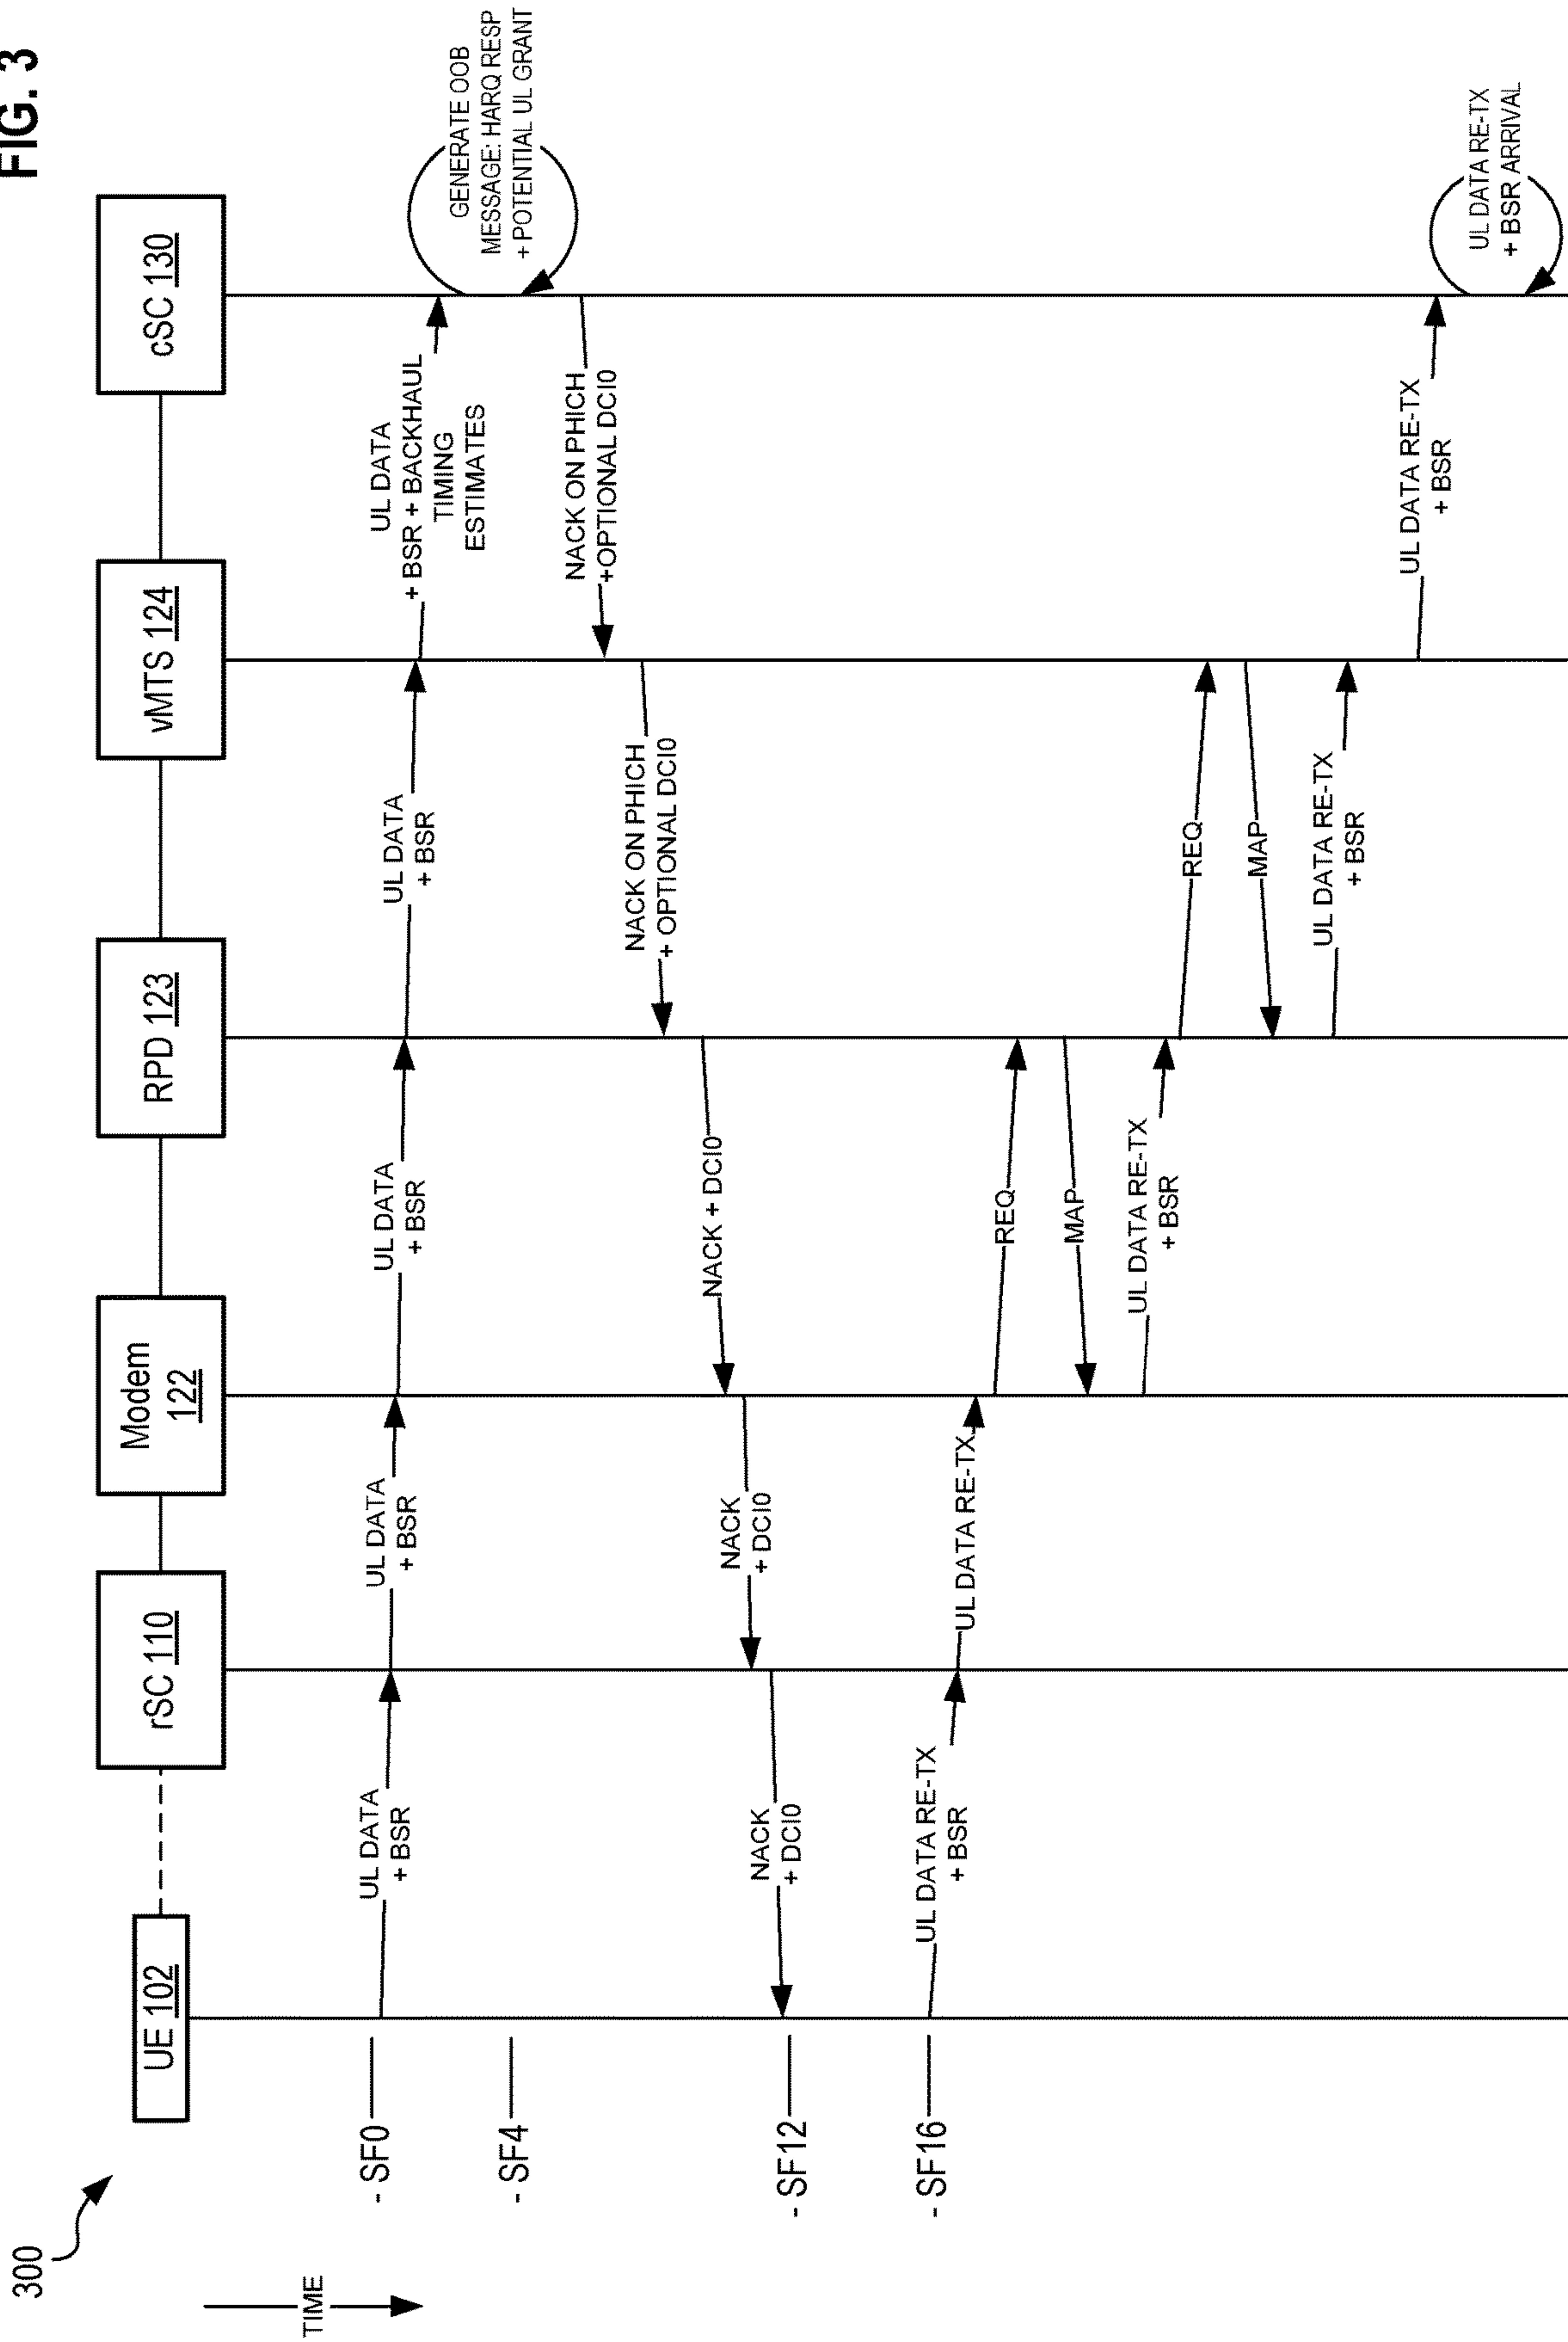 FIG. 3
300
TIME
UE 102
rSC 110
Modem
122
RPD 123
vMTS 124
cSC 130
- SF0
- SF4
- SF12
- SF16
UL DATA
+ BSR
UL DATA
+ BSR
UL DATA
+ BSR
UL DATA
+ BSR
UL DATA
+ BSR + BACKHAUL
TIMING
ESTIMATES
GENERATE OOB
MESSAGE: HARQ RESP
+ POTENTIAL UL GRANT
NACK ON PHICH
+OPTIONAL DCI0
NACK ON PHICH
+ OPTIONAL DCI0
NACK + DCI0
NACK
+ DCI0
NACK
+ DCI0
UL DATA RE-TX
+ BSR
UL DATA RE-TX
REQ
MAP
UL DATA RE-TX
+ BSR
REQ
MAP
UL DATA RE-TX
+ BSR
UL DATA RE-TX
+ BSR
UL DATA RE-TX
+ BSR ARRIVAL